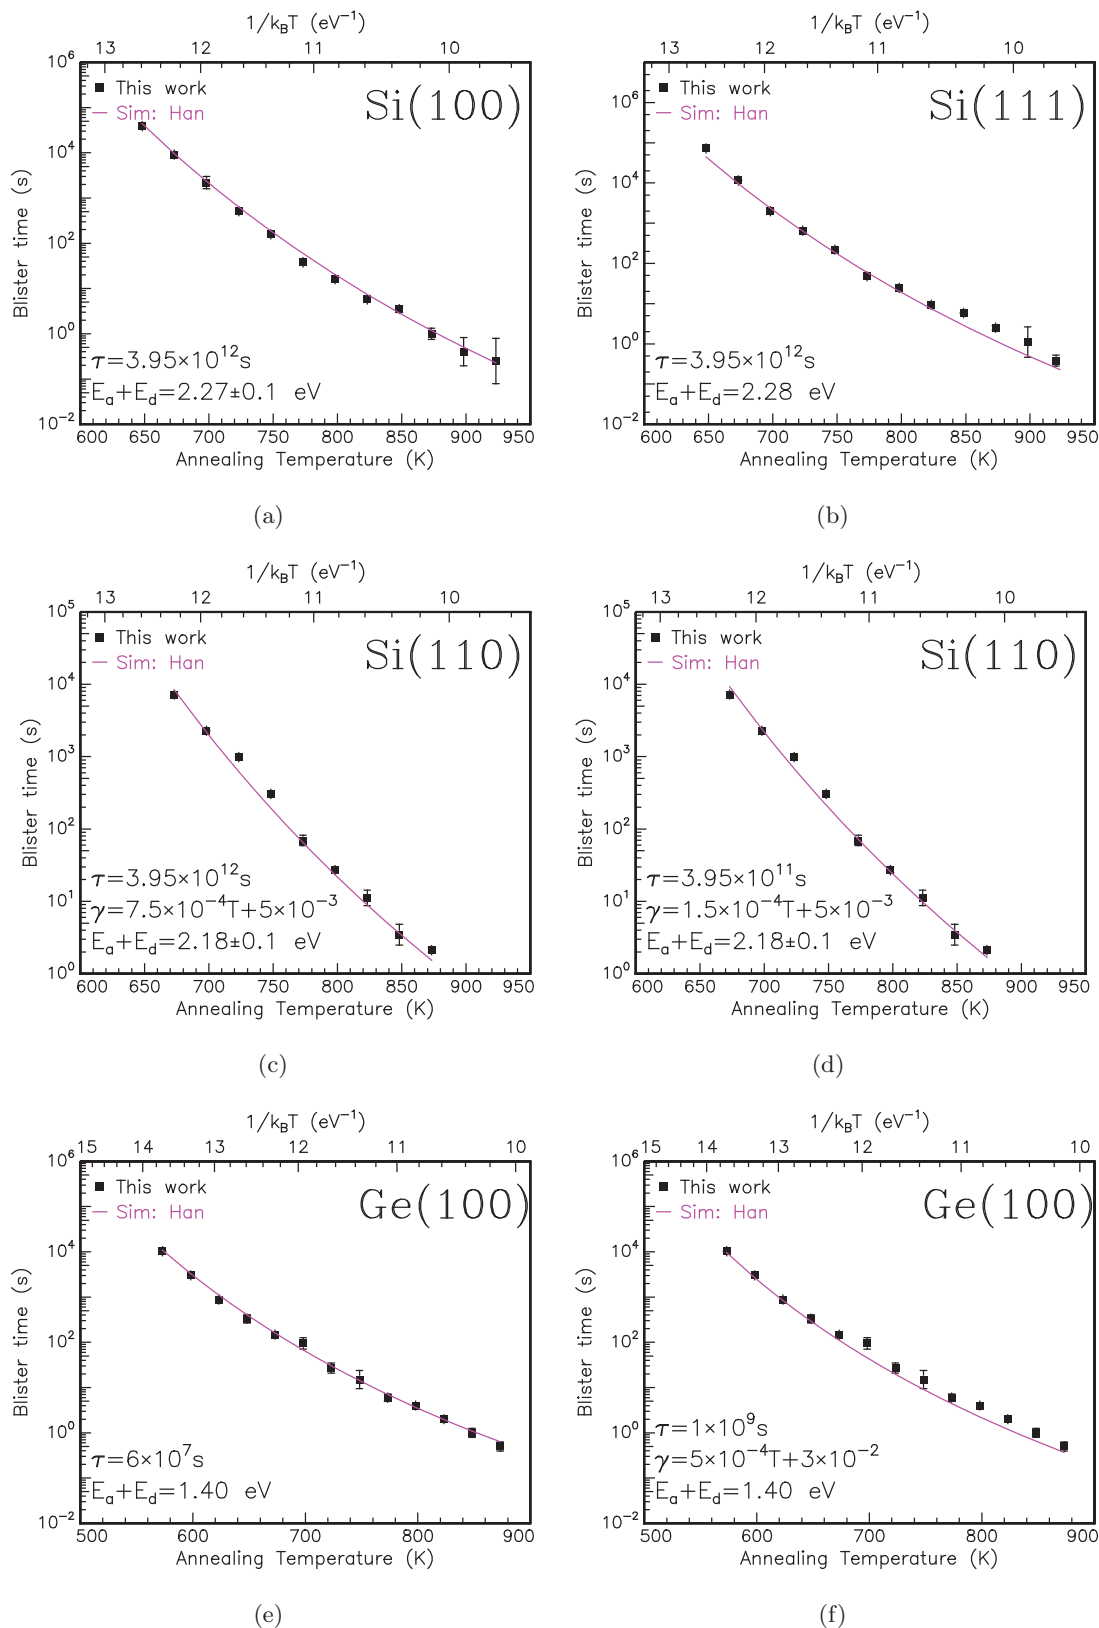 1/k_BT (eV⁻¹)
13 12 11 10
10⁶
10⁴
10²
10⁰
10⁻²
Blister time (s)
This work
Sim: Han
Si(100)
τ=3.95×10¹²s
E_a+E_d=2.27±0.1 eV
600 650 700 750 800 850 900 950
Annealing Temperature (K)
(a)
1/k_BT (eV⁻¹)
13 12 11 10
10⁶
10⁴
10²
10⁰
10⁻²
Blister time (s)
This work
Sim: Han
Si(111)
τ=3.95×10¹²s
E_a+E_d=2.28 eV
600 650 700 750 800 850 900 950
Annealing Temperature (K)
(b)
1/k_BT (eV⁻¹)
13 12 11 10
10⁵
10⁴
10³
10²
10¹
10⁰
Blister time (s)
This work
Sim: Han
Si(110)
τ=3.95×10¹²s
γ=7.5×10⁻⁴T+5×10⁻³
E_a+E_d=2.18±0.1 eV
600 650 700 750 800 850 900 950
Annealing Temperature (K)
(c)
1/k_BT (eV⁻¹)
13 12 11 10
10⁵
10⁴
10³
10²
10¹
10⁰
Blister time (s)
This work
Sim: Han
Si(110)
τ=3.95×10¹¹s
γ=1.5×10⁻⁴T+5×10⁻³
E_a+E_d=2.18±0.1 eV
600 650 700 750 800 850 900 950
Annealing Temperature (K)
(d)
1/k_BT (eV⁻¹)
15 14 13 12 11 10
10⁶
10⁴
10²
10⁰
10⁻²
Blister time (s)
This work
Sim: Han
Ge(100)
τ=6×10⁷s
E_a+E_d=1.40 eV
500 600 700 800 900
Annealing Temperature (K)
(e)
1/k_BT (eV⁻¹)
15 14 13 12 11 10
10⁶
10⁴
10²
10⁰
10⁻²
Blister time (s)
This work
Sim: Han
Ge(100)
τ=1×10⁹s
γ=5×10⁻⁴T+3×10⁻²
E_a+E_d=1.40 eV
500 600 700 800 900
Annealing Temperature (K)
(f)